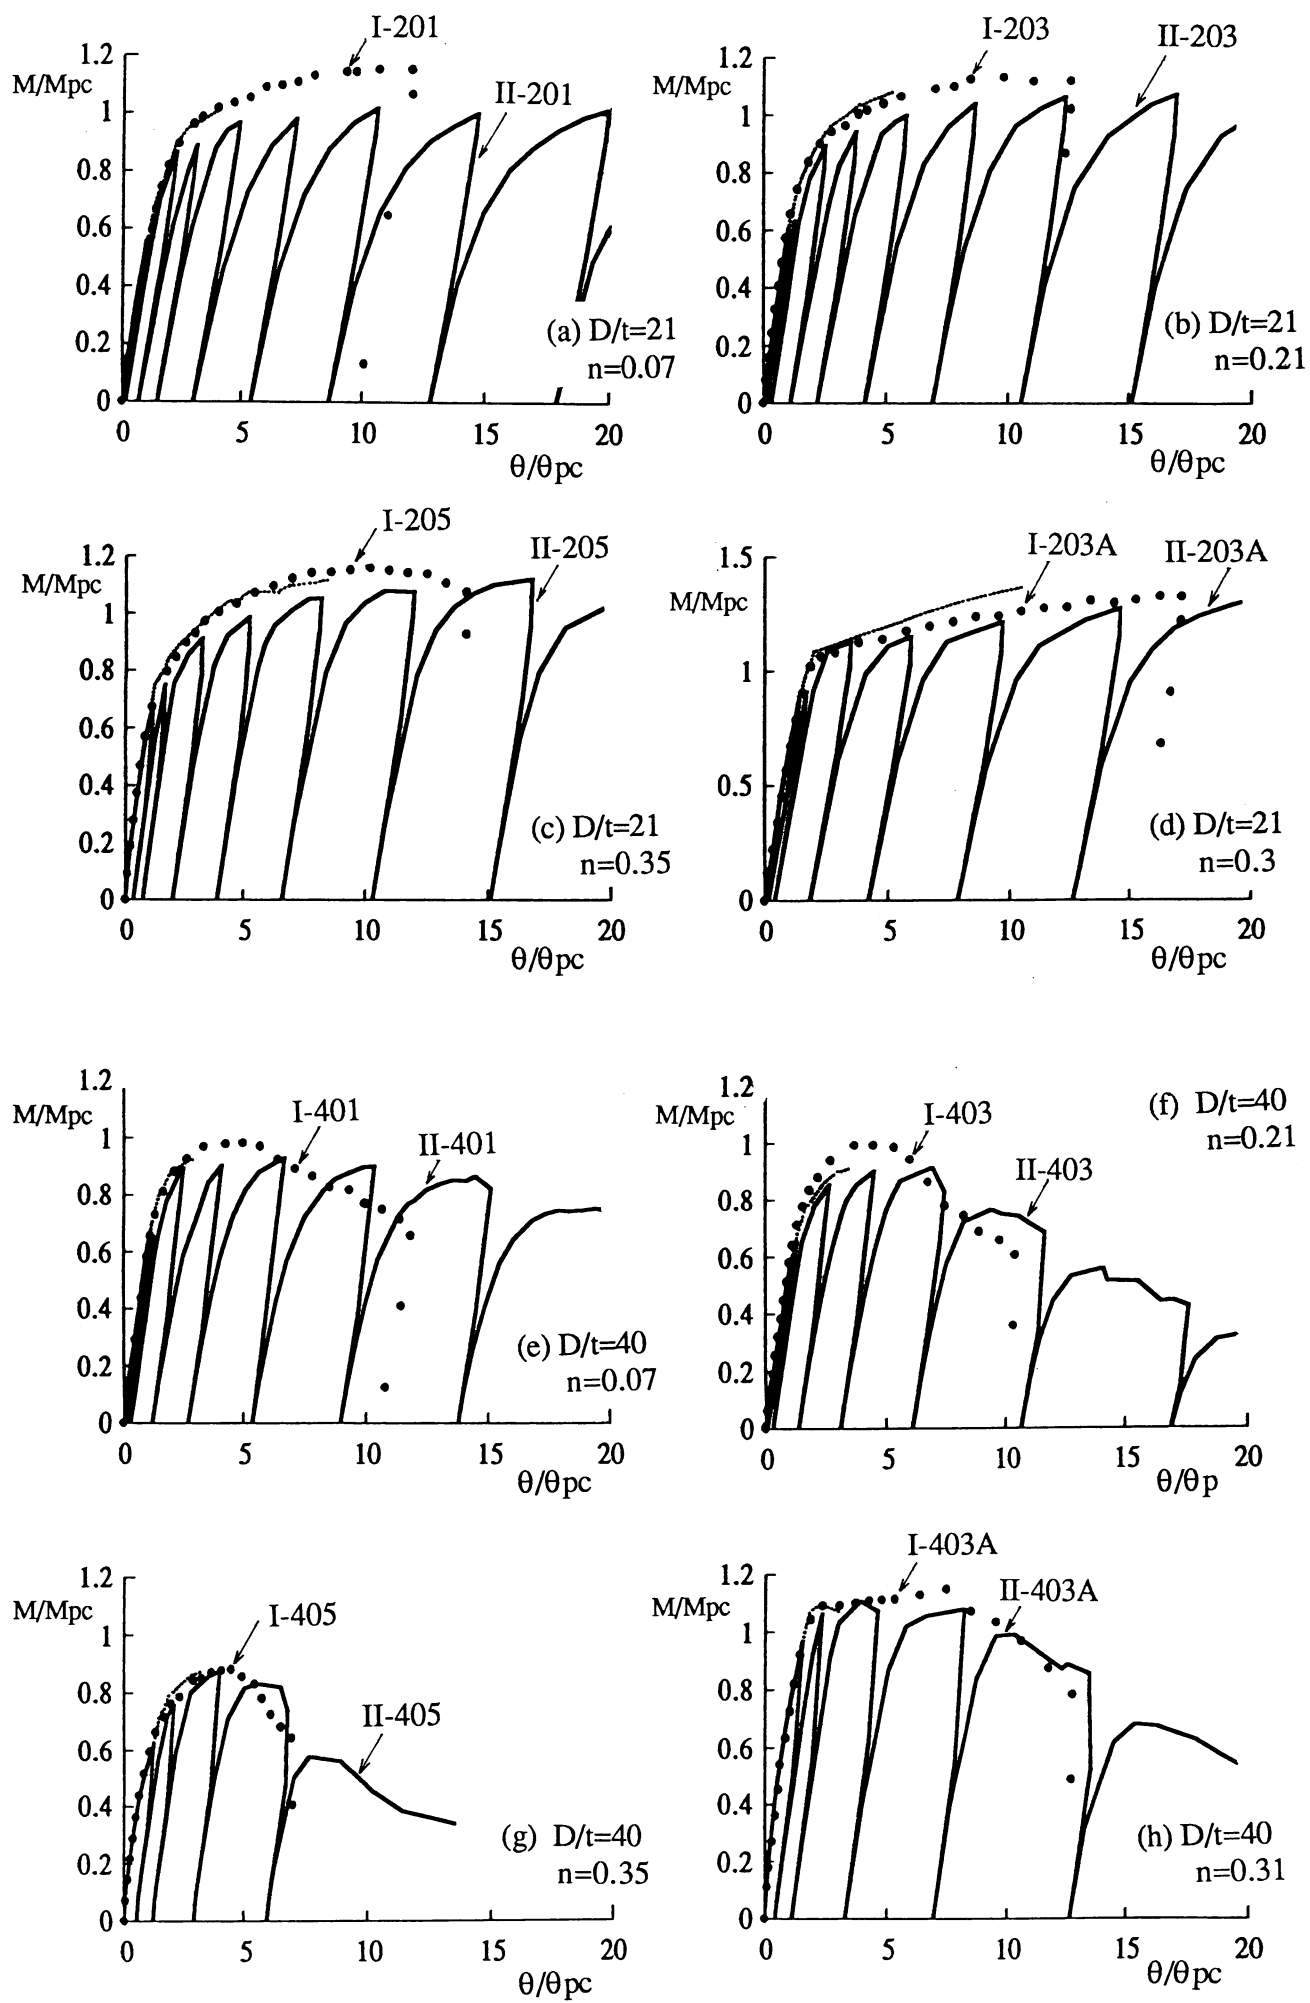 I-201
1.2
M/Mpc
II-201
1
0.8
0.6
0.4
(a) D/t=21
0.2
n=0.07
0
0 5 10 15 20
θ/θpc
I-203
II-203
1.2
M/Mpc
1
0.8
0.6
0.4
(b) D/t=21
0.2
n=0.21
0
0 5 10 15 20
θ/θpc
I-205
II-205
1.2
M/Mpc
1
0.8
0.6
0.4
(c) D/t=21
0.2
n=0.35
0
0 5 10 15 20
θ/θpc
I-203A
II-203A
1.5
M/Mpc
1
0.5
(d) D/t=21
n=0.3
0
0 5 10 15 20
θ/θpc
1.2
M/Mpc
I-401
II-401
1
0.8
0.6
0.4
(e) D/t=40
0.2
n=0.07
0
0 5 10 15 20
θ/θpc
1.2
M/Mpc
I-403
(f) D/t=40
n=0.21
II-403
1
0.8
0.6
0.4
0.2
0
0 5 10 15 20
θ/θp
1.2
M/Mpc
I-405
1
0.8
II-405
0.6
0.4
(g) D/t=40
0.2
n=0.35
0
0 5 10 15 20
θ/θpc
I-403A
1.2
M/Mpc
II-403A
1
0.8
0.6
0.4
(h) D/t=40
0.2
n=0.31
0
0 5 10 15 20
θ/θpc